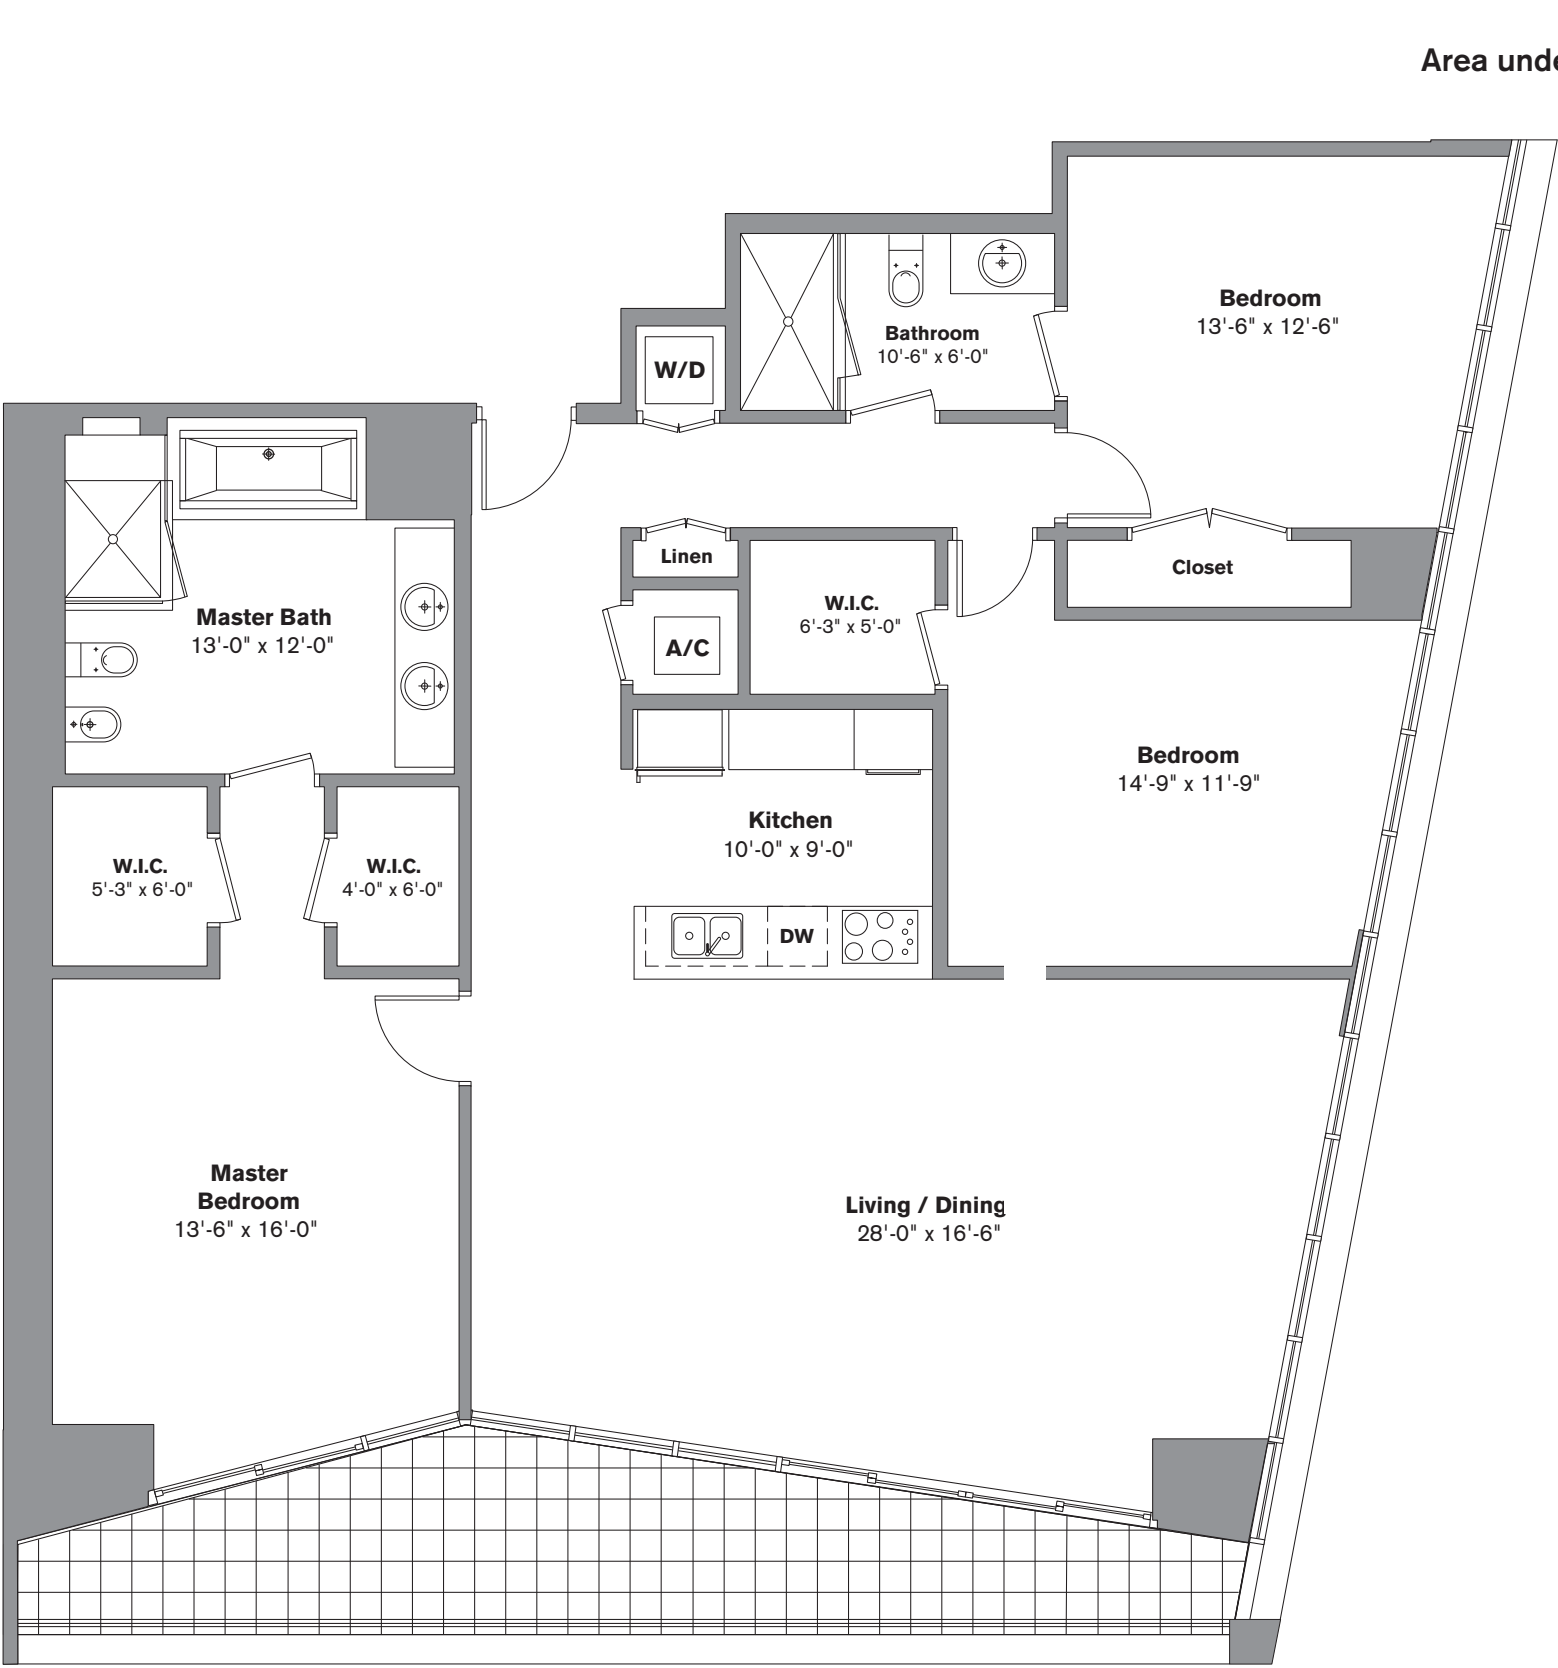 Area unde
Bedroom
13'-6" x 12'-6"
Bathroom
10'-6" x 6'-0"
W/D
Linen
Closet
W.I.C.
6'-3" x 5'-0"
Master Bath
13'-0" x 12'-0"
A/C
Bedroom
14'-9" x 11'-9"
Kitchen
10'-0" x 9'-0"
W.I.C.
5'-3" x 6'-0"
W.I.C.
4'-0" x 6'-0"
DW
Master
Bedroom
13'-6" x 16'-0"
Living / Dining
28'-0" x 16'-6"